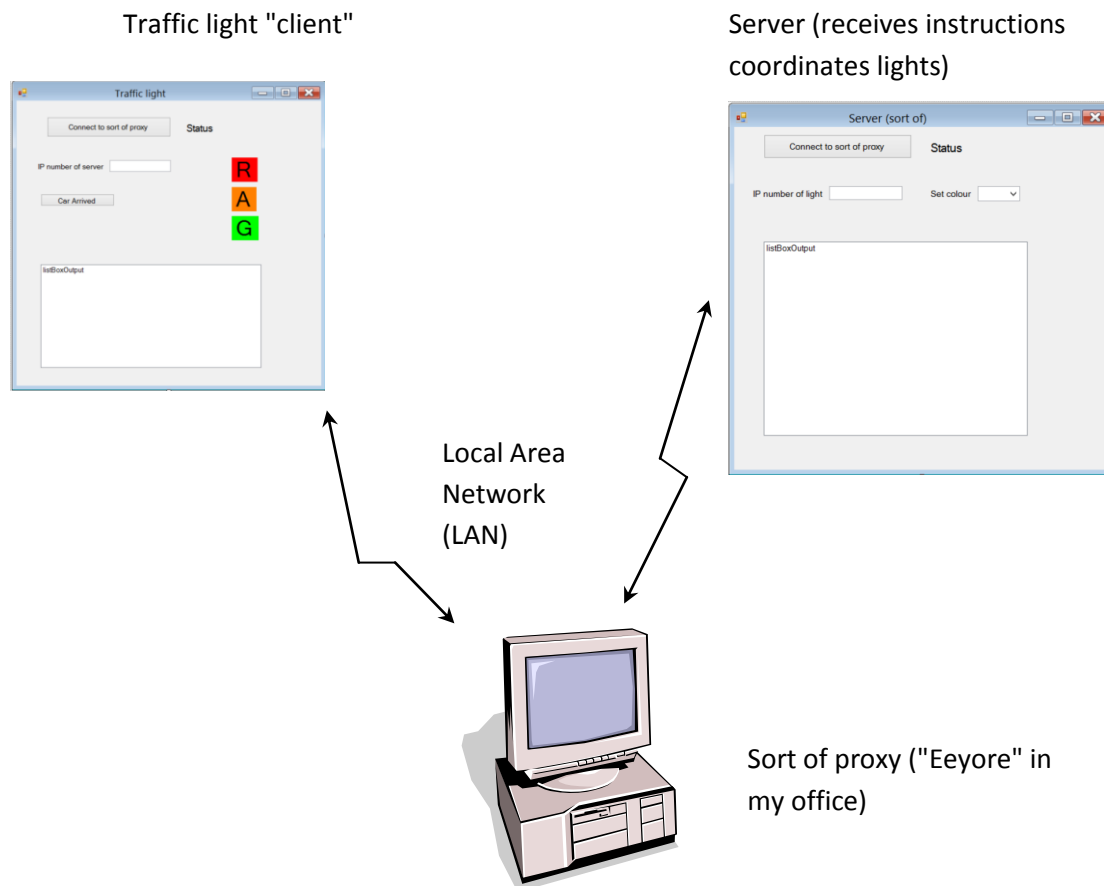 Traffic light "client"
Server (receives instructions
coordinates lights)
Traffic light
Connect to sort of proxy
Status
IP number of server
R
Car Arrived
A
G
listBoxOutput
Server (sort of)
Connect to sort of proxy
Status
IP number of light
Set colour
listBoxOutput
Local Area
Network
(LAN)
Sort of proxy ("Eeyore" in
my office)